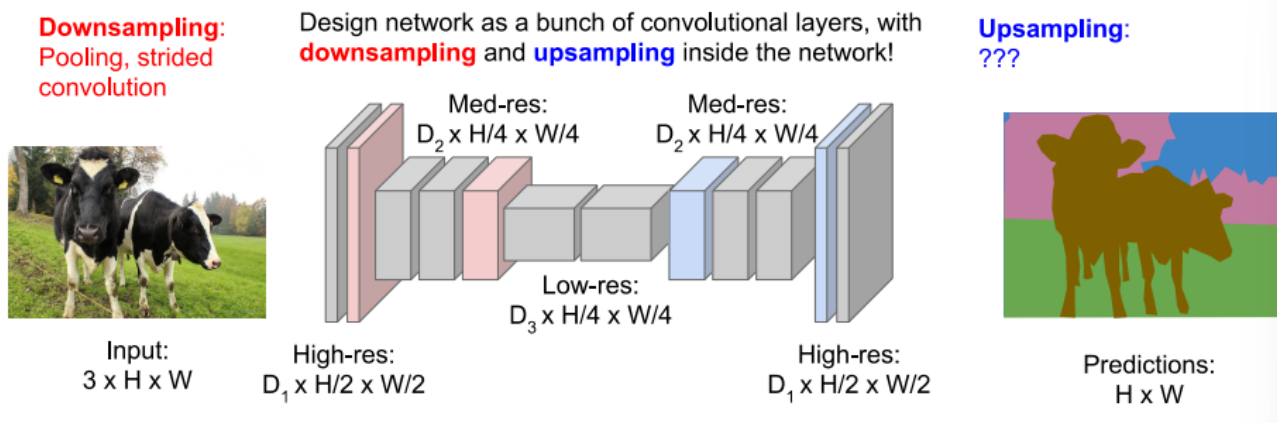 Downsampling:
Pooling, strided
convolution
Design network as a bunch of convolutional layers, with
downsampling and upsampling inside the network!
Upsampling:
???
Med-res:
D₂ x H/4 x W/4
Med-res:
D₂ x H/4 x W/4
Low-res:
D₃ x H/4 x W/4
Input:
3 x H x W
High-res:
D₁ x H/2 x W/2
High-res:
D₁ x H/2 x W/2
Predictions:
H x W